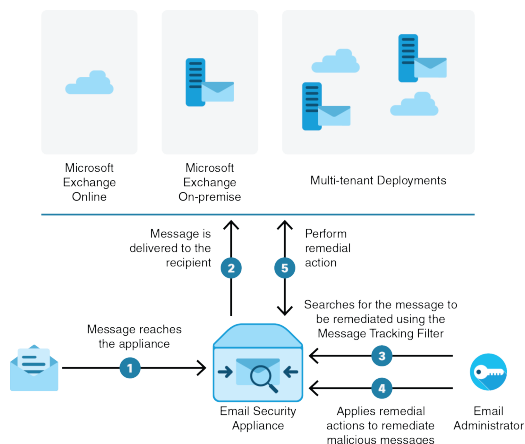 Microsoft
Exchange
Online
Microsoft
Exchange
On-premise
Multi-tenant Deployments
Message is
delivered to the
recipient
2
5
Perform
remedial
action
Searches for the message to
be remediated using the
Message Tracking Filter
Message reaches
the appliance
1
3
4
Email Security
Appliance
Applies remedial
actions to remediate
malicious messages
Email
Administrator